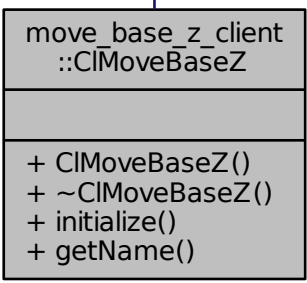 move_base_z_client
::ClMoveBaseZ
+ ClMoveBaseZ()
+ ~ClMoveBaseZ()
+ initialize()
+ getName()